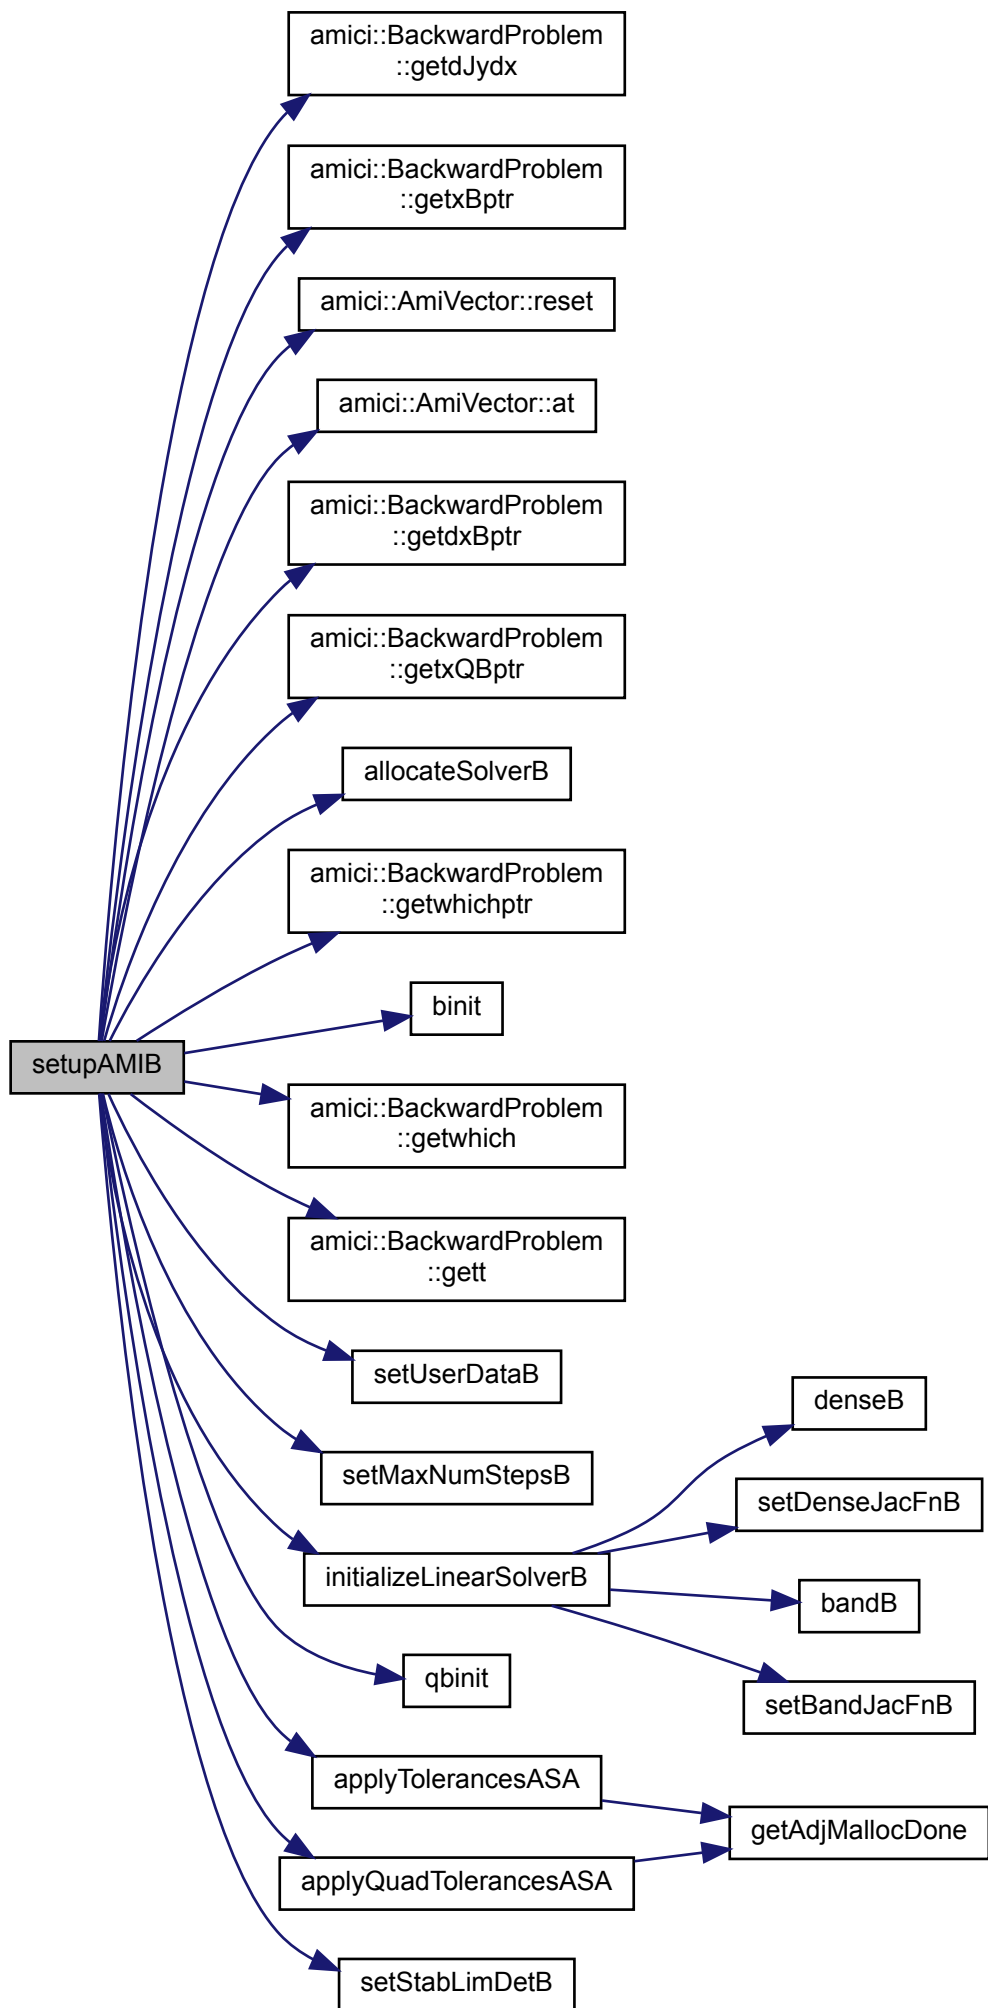 amici::BackwardProblem
::getdJydx
amici::BackwardProblem
::getxBptr
amici::AmiVector::reset
amici::AmiVector::at
amici::BackwardProblem
::getdxBptr
amici::BackwardProblem
::getxQBptr
allocateSolverB
amici::BackwardProblem
::getwhichptr
binit
setupAMIB
amici::BackwardProblem
::getwhich
amici::BackwardProblem
::gett
setUserDataB
denseB
setMaxNumStepsB
setDenseJacFnB
initializeLinearSolverB
bandB
qbinit
setBandJacFnB
applyTolerancesASA
getAdjMallocDone
applyQuadTolerancesASA
setStabLimDetB